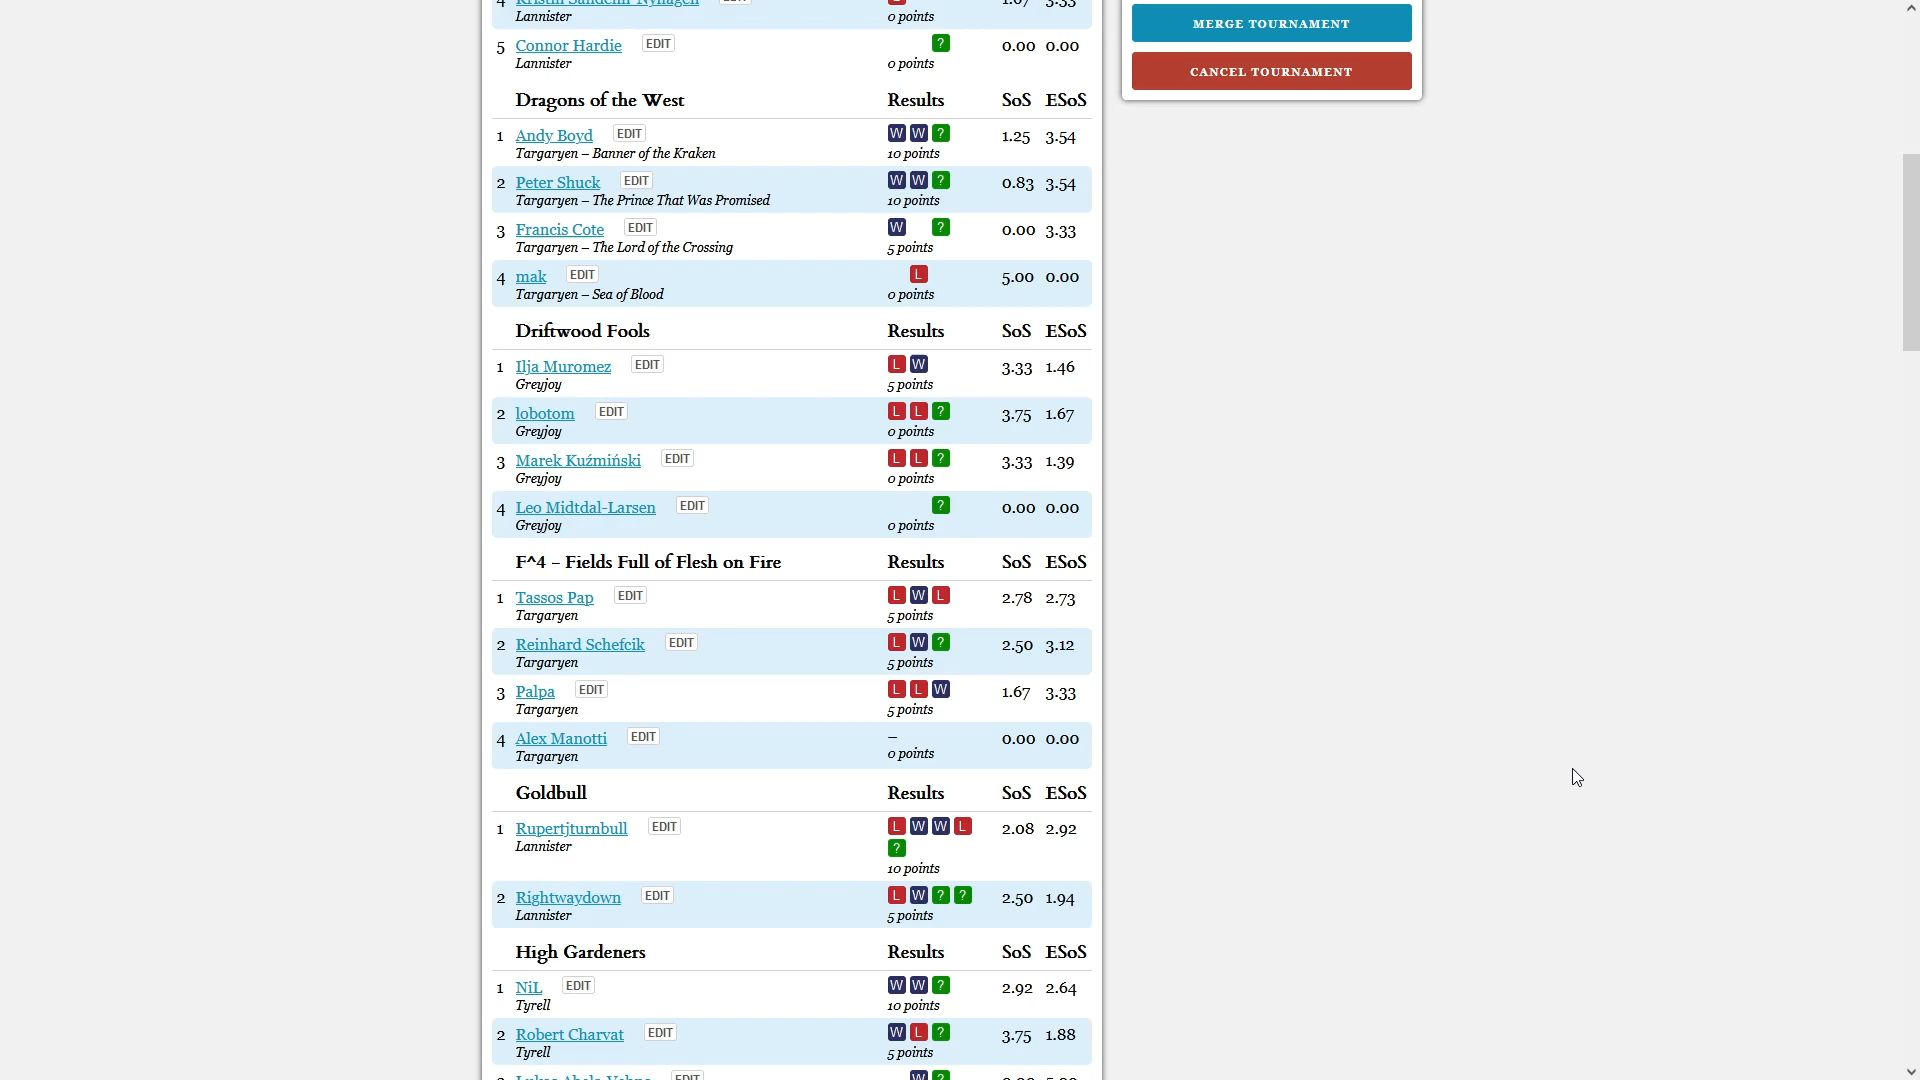 4 Kristin Sandelin-Nynagen EDIT L 1.67 3.33
Lannister 0 points
5 Connor Hardie EDIT ? 0.00 0.00
Lannister 0 points
Dragons of the West Results SoS ESoS
1 Andy Boyd EDIT W W ? 1.25 3.54
Targaryen – Banner of the Kraken 10 points
2 Peter Shuck EDIT W W ? 0.83 3.54
Targaryen – The Prince That Was Promised 10 points
3 Francis Cote EDIT W ? 0.00 3.33
Targaryen – The Lord of the Crossing 5 points
4 mak EDIT L 5.00 0.00
Targaryen – Sea of Blood 0 points
Driftwood Fools Results SoS ESoS
1 Ilja Muromez EDIT L W 3.33 1.46
Greyjoy 5 points
2 lobotom EDIT L L ? 3.75 1.67
Greyjoy 0 points
3 Marek Kuźmiński EDIT L L ? 3.33 1.39
Greyjoy 0 points
4 Leo Midtdal-Larsen EDIT ? 0.00 0.00
Greyjoy 0 points
F^4 – Fields Full of Flesh on Fire Results SoS ESoS
1 Tassos Pap EDIT L W L 2.78 2.73
Targaryen 5 points
2 Reinhard Schefcik EDIT L W ? 2.50 3.12
Targaryen 5 points
3 Palpa EDIT L L W 1.67 3.33
Targaryen 5 points
4 Alex Manotti EDIT – 0.00 0.00
Targaryen 0 points
Goldbull Results SoS ESoS
1 Rupertjturnbull EDIT L W W L 2.08 2.92
Lannister ?
10 points
2 Rightwaydown EDIT L W ? ? 2.50 1.94
Lannister 5 points
High Gardeners Results SoS ESoS
1 NiL EDIT W W ? 2.92 2.64
Tyrell 10 points
2 Robert Charvat EDIT W L ? 3.75 1.88
Tyrell 5 points
EDIT W ?
MERGE TOURNAMENT
CANCEL TOURNAMENT